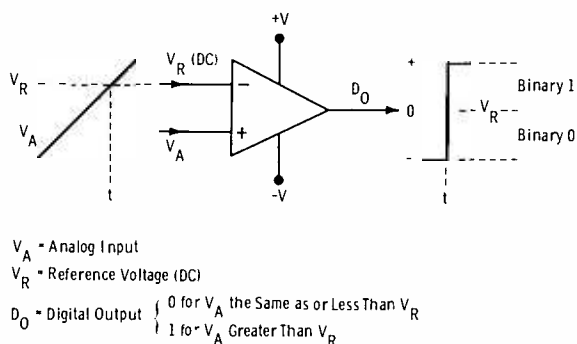 +V
V_R (DC)
V_R
-
D_O
+
0
-
Binary 1
V_R
Binary 0
V_A
+
V_A
t
-V
t
V_A = Analog Input
V_R = Reference Voltage (DC)
D_O = Digital Output { 0 for V_A the Same as or Less Than V_R
1 for V_A Greater Than V_R